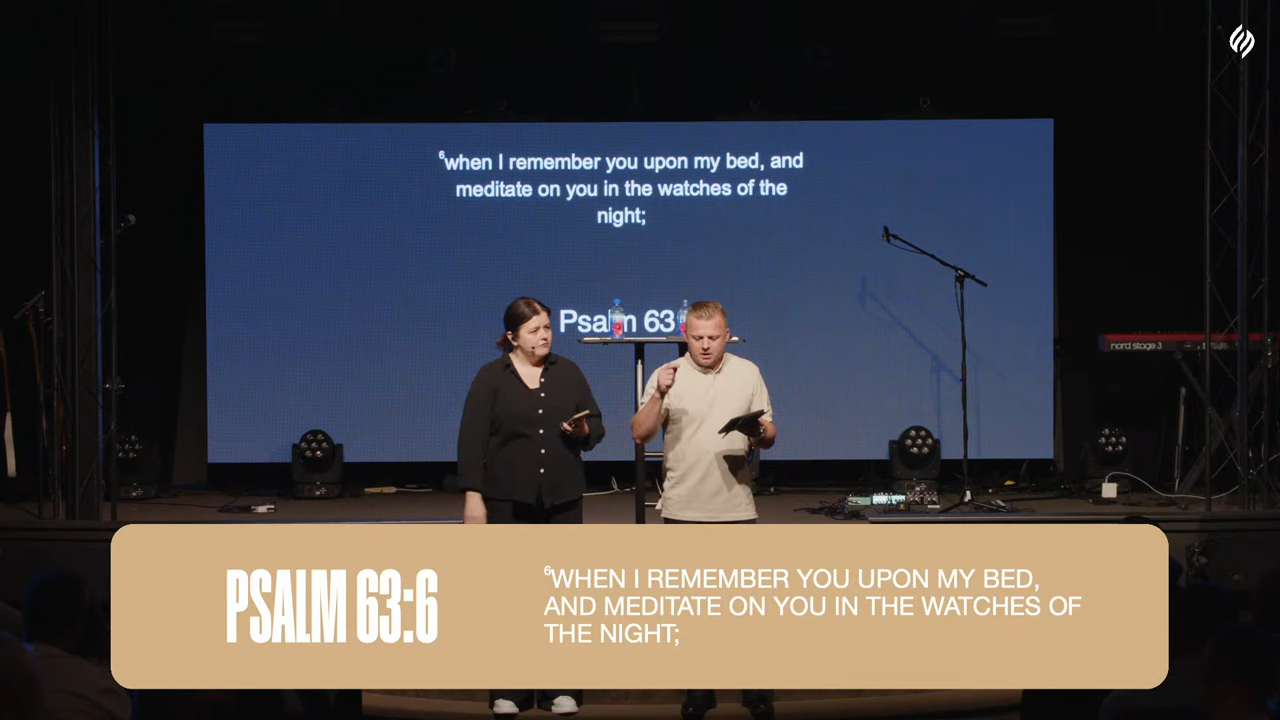 ⁶when I remember you upon my bed, and
meditate on you in the watches of the
night;
Psalm 63:
nord stage 3
PSALM 63:6
⁶WHEN I REMEMBER YOU UPON MY BED,
AND MEDITATE ON YOU IN THE WATCHES OF
THE NIGHT;